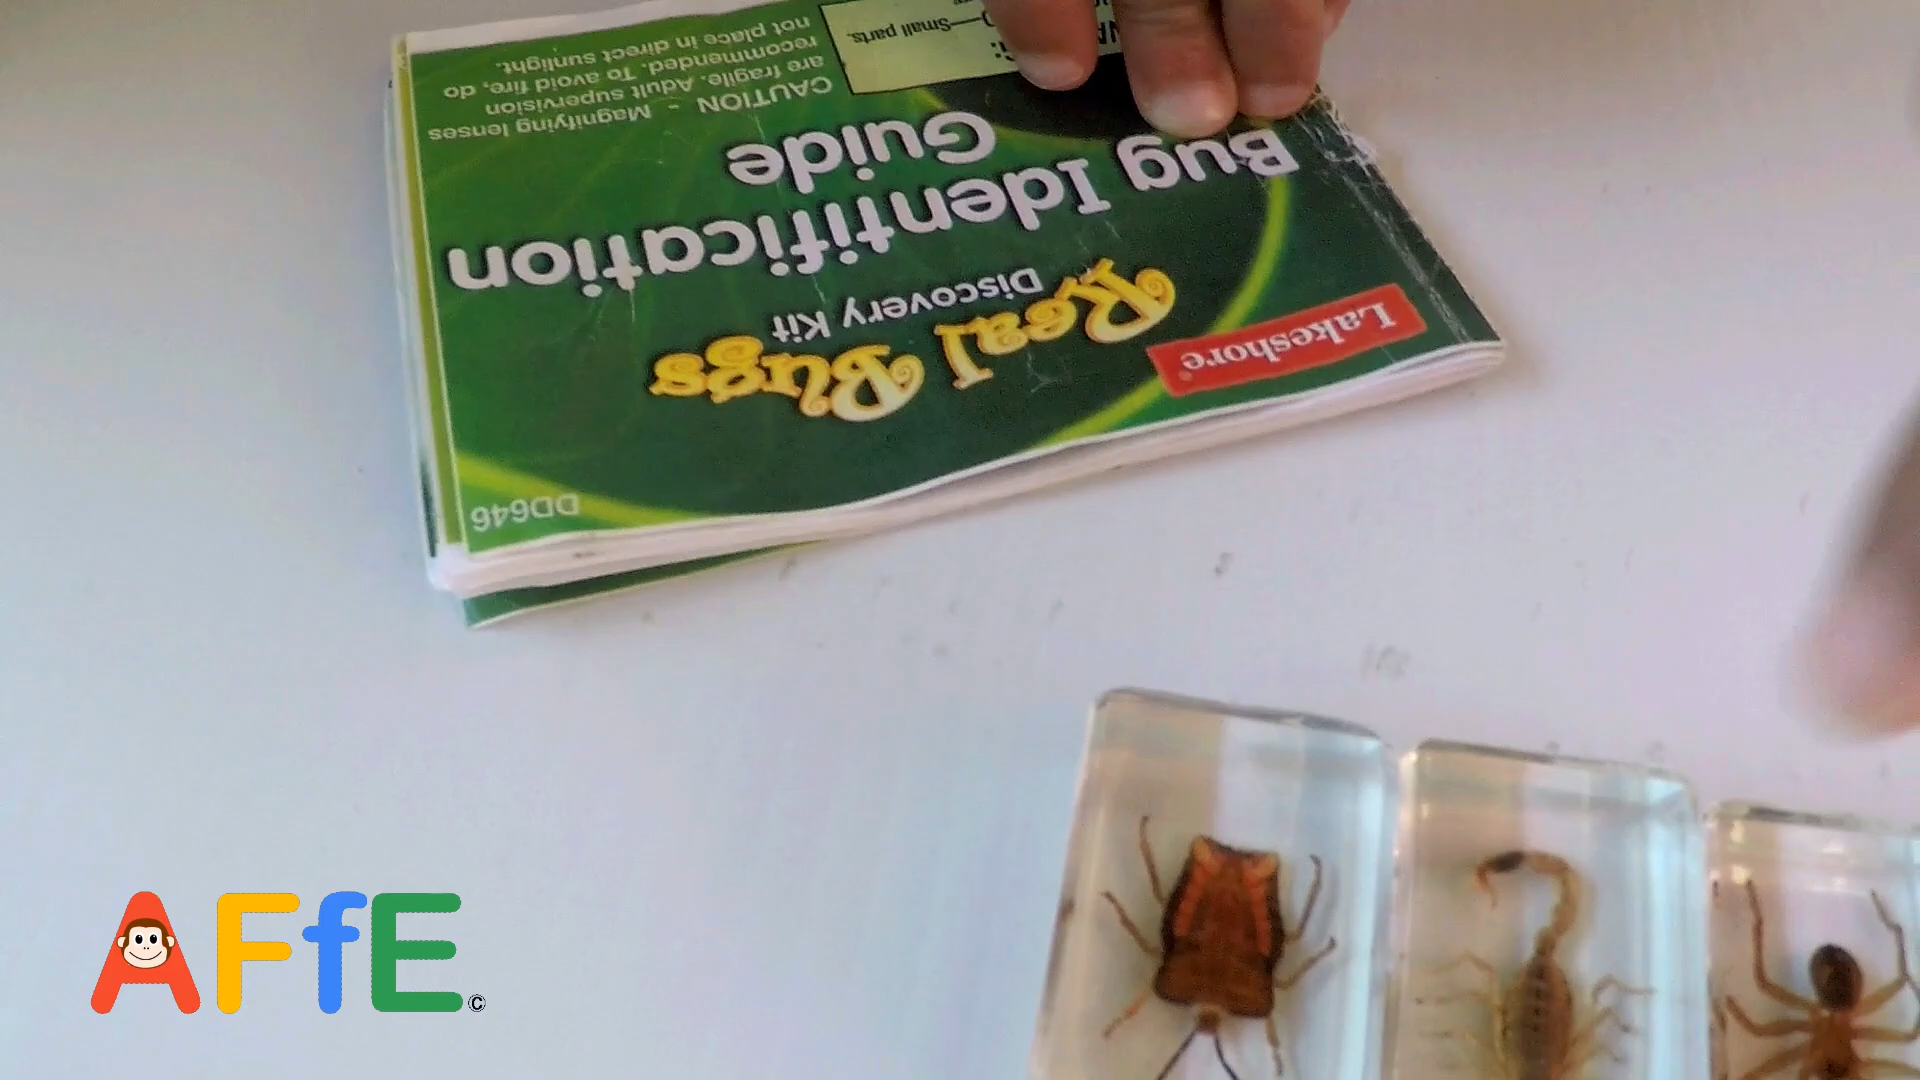 Lakeshore
Real Bugs
Discovery Kit
Bug Identification
Guide
CAUTION - Magnifying lenses
are fragile. Adult supervision
recommended. To avoid fire, do
not place in direct sunlight.
Small parts.
DD646
AFfE©